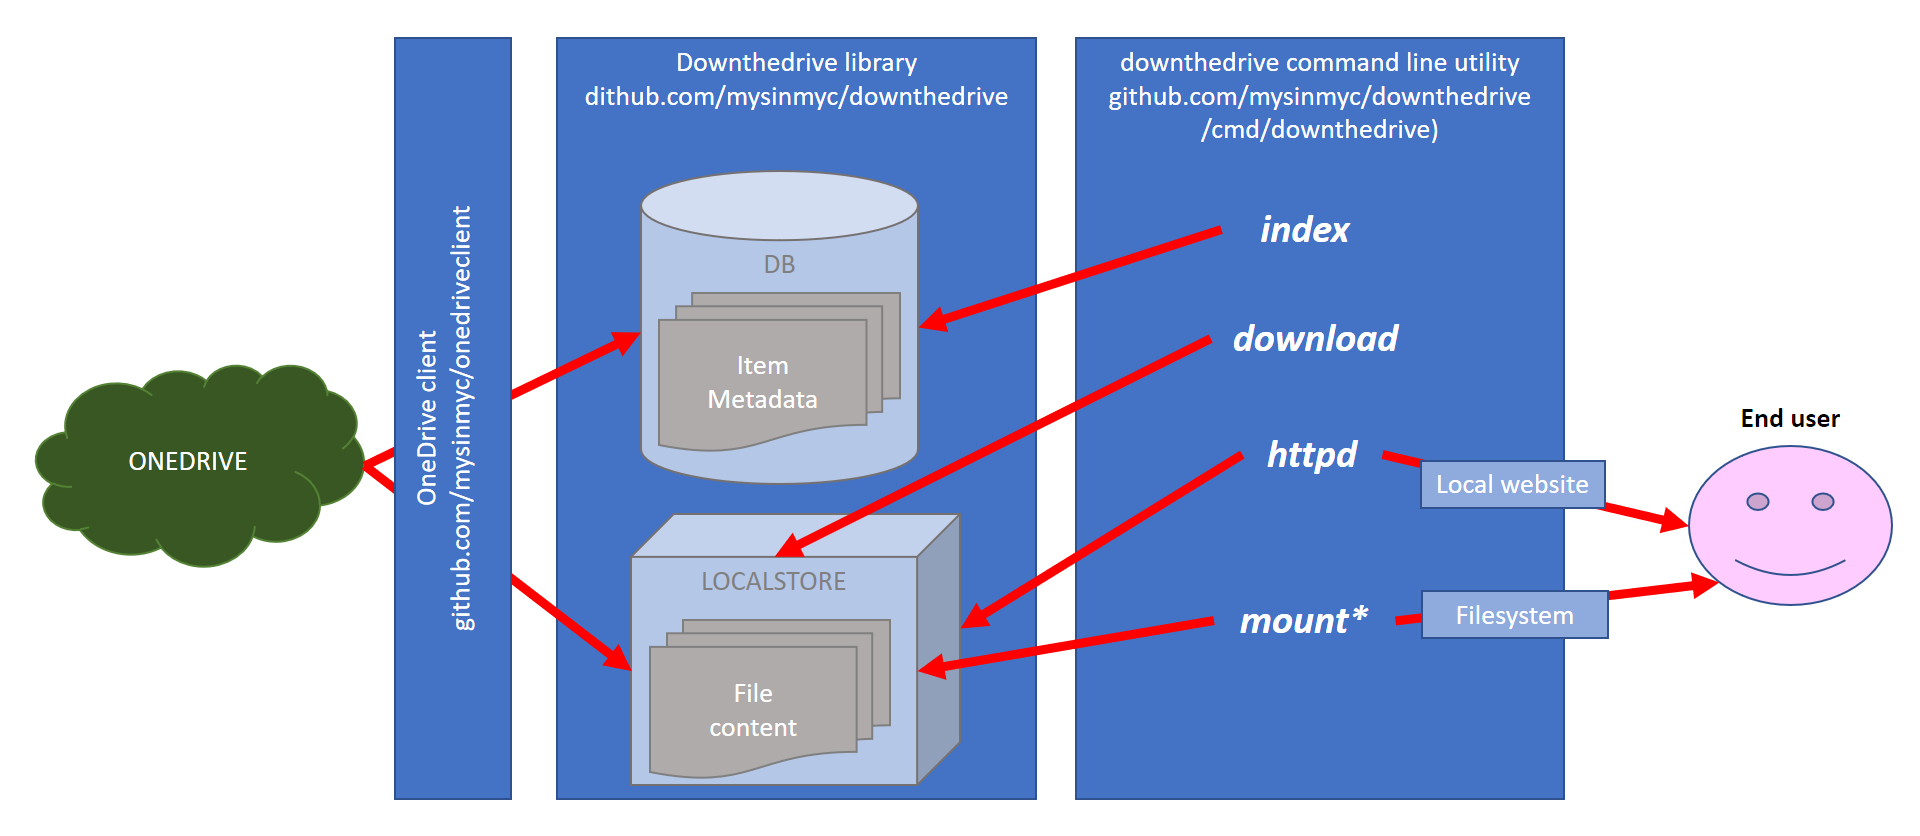 ONEDRIVE
OneDrive client
github.com/mysinmyc/onedriveclient
Downthedrive library
dithub.com/mysinmyc/downthedrive
DB
Item
Metadata
LOCALSTORE
File
content
downthedrive command line utility
github.com/mysinmyc/downthedrive
/cmd/downthedrive)
index
download
httpd
mount*
Local website
Filesystem
End user